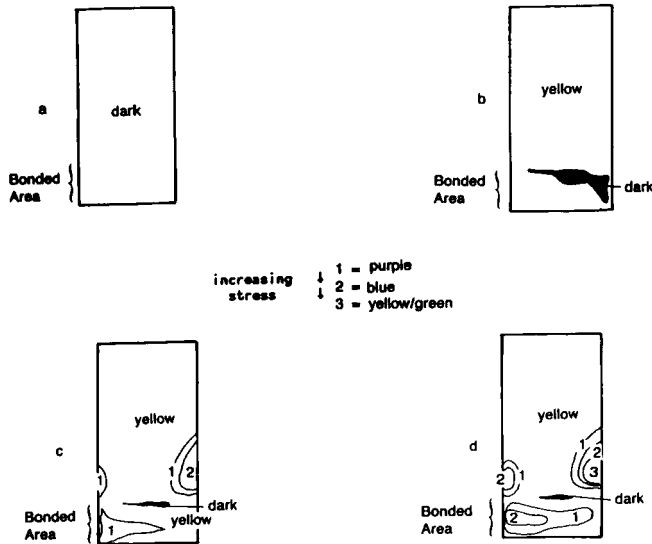 a
dark
Bonded
Area
b
yellow
Bonded
Area
dark
increasing
stress
↓ 1 = purple
↓ 2 = blue
3 = yellow/green
c
yellow
1
1
2
dark
yellow
Bonded
Area
1
d
yellow
1
2
3
2
1
dark
Bonded
Area
2
1